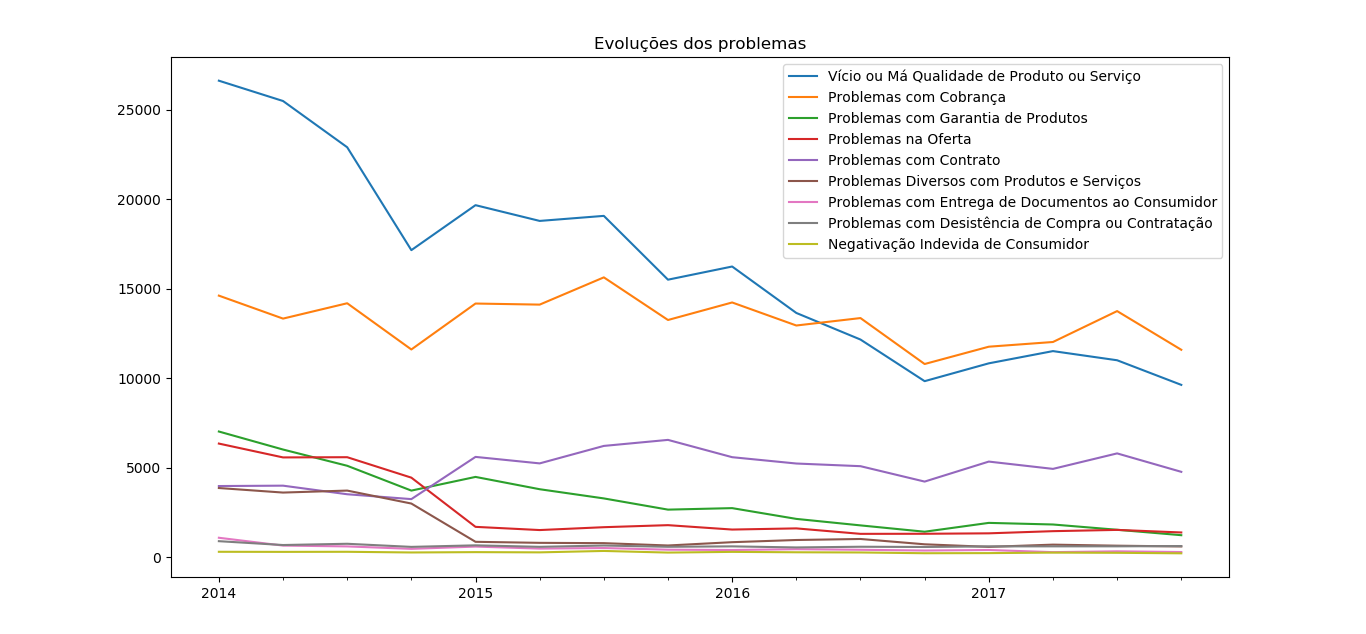 Evoluções dos problemas
Vício ou Má Qualidade de Produto ou Serviço
Problemas com Cobrança
Problemas com Garantia de Produtos
Problemas na Oferta
Problemas com Contrato
Problemas Diversos com Produtos e Serviços
Problemas com Entrega de Documentos ao Consumidor
Problemas com Desistência de Compra ou Contratação
Negativação Indevida de Consumidor
25000
20000
15000
10000
5000
0
2014 2015 2016 2017